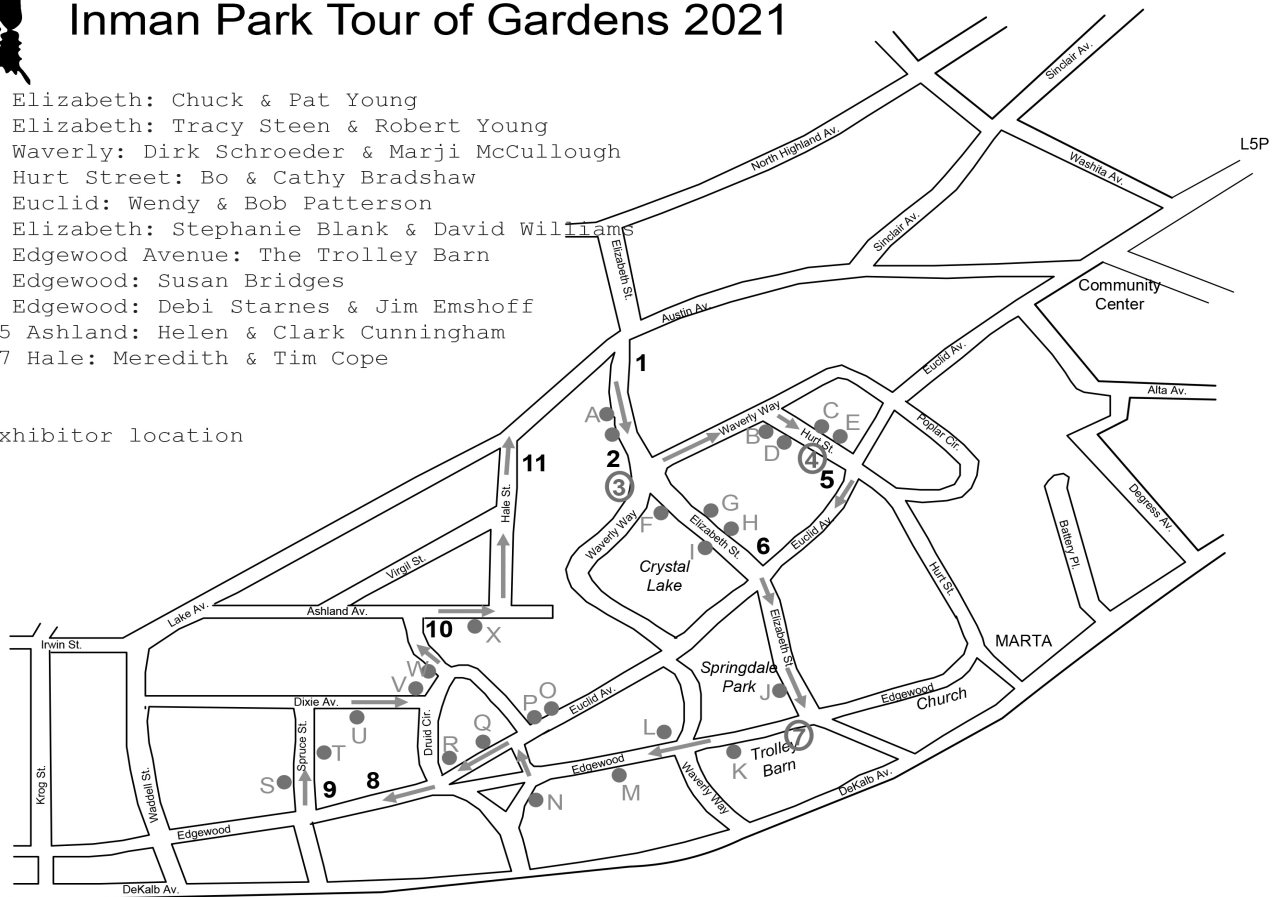 Inman Park Tour of Gardens 2021
Elizabeth: Chuck & Pat Young
Elizabeth: Tracy Steen & Robert Young
Waverly: Dirk Schroeder & Marji McCullough
Hurt Street: Bo & Cathy Bradshaw
Euclid: Wendy & Bob Patterson
Elizabeth: Stephanie Blank & David Williams
Edgewood Avenue: The Trolley Barn
Edgewood: Susan Bridges
Edgewood: Debi Starnes & Jim Emshoff
5 Ashland: Helen & Clark Cunningham
7 Hale: Meredith & Tim Cope
xhibitor location
Sinclair Av.
North Highland Av.
L5P
Washita Av.
Sinclair Av.
Elizabeth St.
Community
Center
Austin Av.
1
Euclid Av.
Alta Av.
A
Waverly Way
C
E
B
D
Hurt St.
Poplar Cir.
2
4
5
11
3
Hale St.
G
H
F
Elizabeth St.
I
6
Euclid Av.
Waverly Way
Degress Av.
Battery Pl.
Crystal
Lake
Hurt St.
Virgil St.
Lake Av.
Ashland Av.
10
X
Elizabeth St.
MARTA
Irwin St.
W
V
Springdale
Park
J
Edgewood
Church
Dixie Av.
P
O
Euclid Av.
U
Spruce St.
Druid Cir.
T
R
Q
L
7
Trolley
Barn
K
Edgewood
M
N
S
9
8
Krog St.
Waddell St.
Waverly Way
DeKalb Av.
Edgewood
DeKalb Av.